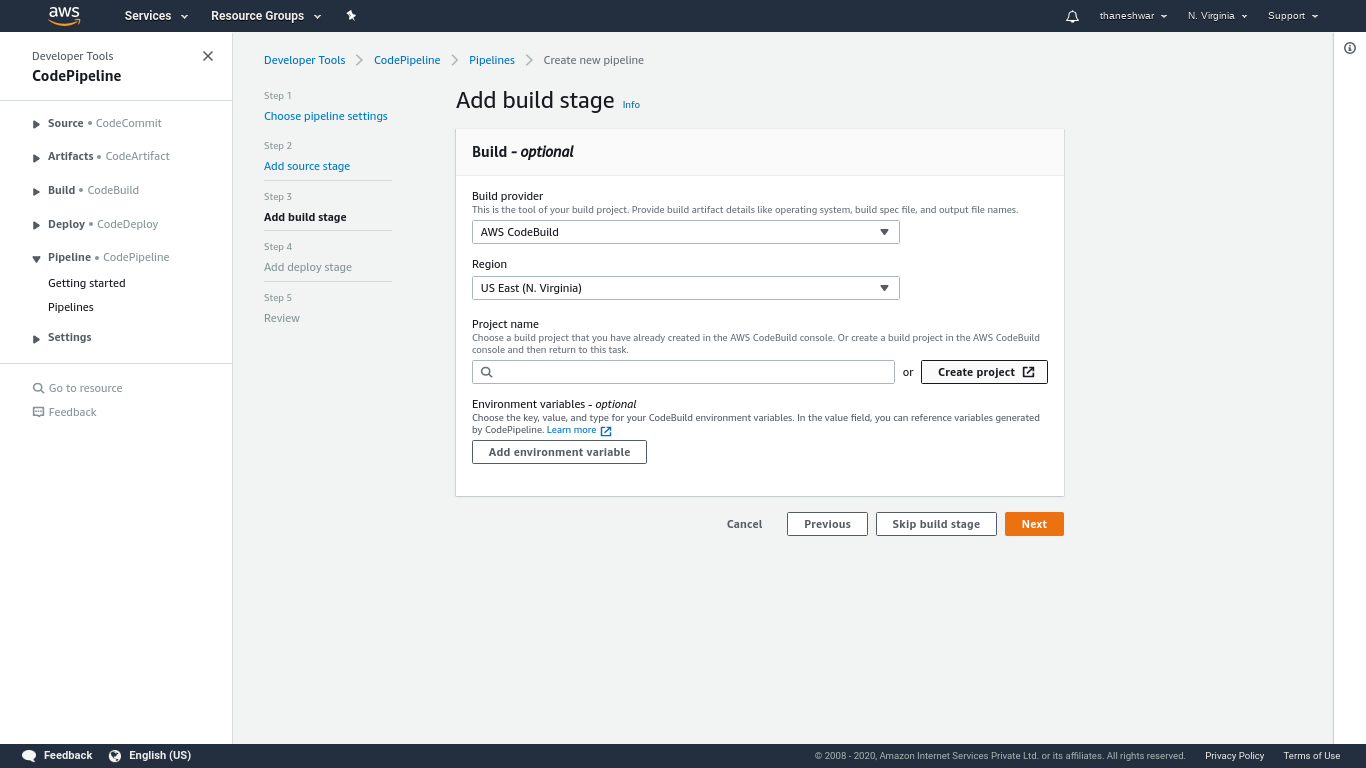 aws Services Resource Groups thaneshwar N. Virginia Support
Developer Tools
CodePipeline
Source • CodeCommit
Artifacts • CodeArtifact
Build • CodeBuild
Deploy • CodeDeploy
Pipeline • CodePipeline
Getting started
Pipelines
Settings
Go to resource
Feedback
Developer Tools CodePipeline Pipelines Create new pipeline
Step 1
Choose pipeline settings
Step 2
Add source stage
Step 3
Add build stage
Step 4
Add deploy stage
Step 5
Review
Add build stage Info
Build - optional
Build provider
This is the tool of your build project. Provide build artifact details like operating system, build spec file, and output file names.
AWS CodeBuild
Region
US East (N. Virginia)
Project name
Choose a build project that you have already created in the AWS CodeBuild console. Or create a build project in the AWS CodeBuild
console and then return to this task.
or Create project
Environment variables - optional
Choose the key, value, and type for your CodeBuild environment variables. In the value field, you can reference variables generated
by CodePipeline. Learn more
Add environment variable
Cancel Previous Skip build stage Next
Feedback English (US) © 2008 - 2020, Amazon Internet Services Private Ltd. or its affiliates. All rights reserved. Privacy Policy Terms of Use